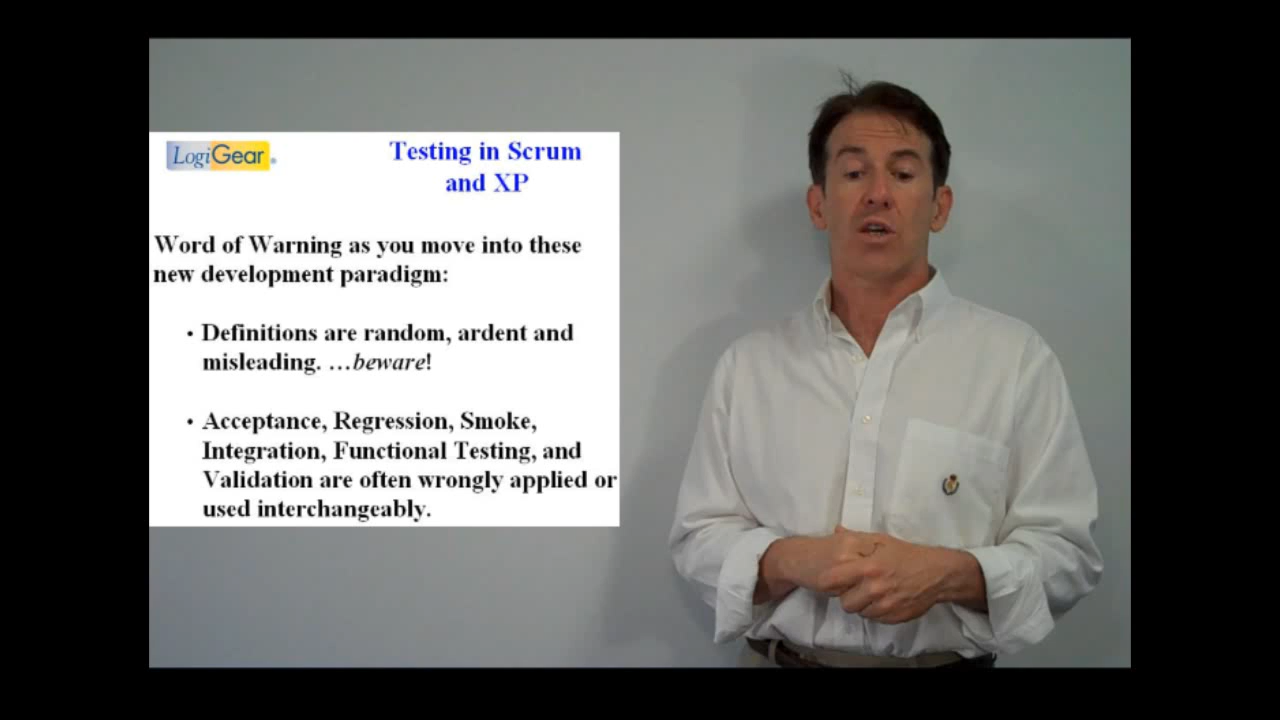 LogiGear®
Testing in Scrum
and XP
Word of Warning as you move into these
new development paradigm:
• Definitions are random, ardent and
misleading. …beware!
• Acceptance, Regression, Smoke,
Integration, Functional Testing, and
Validation are often wrongly applied or
used interchangeably.